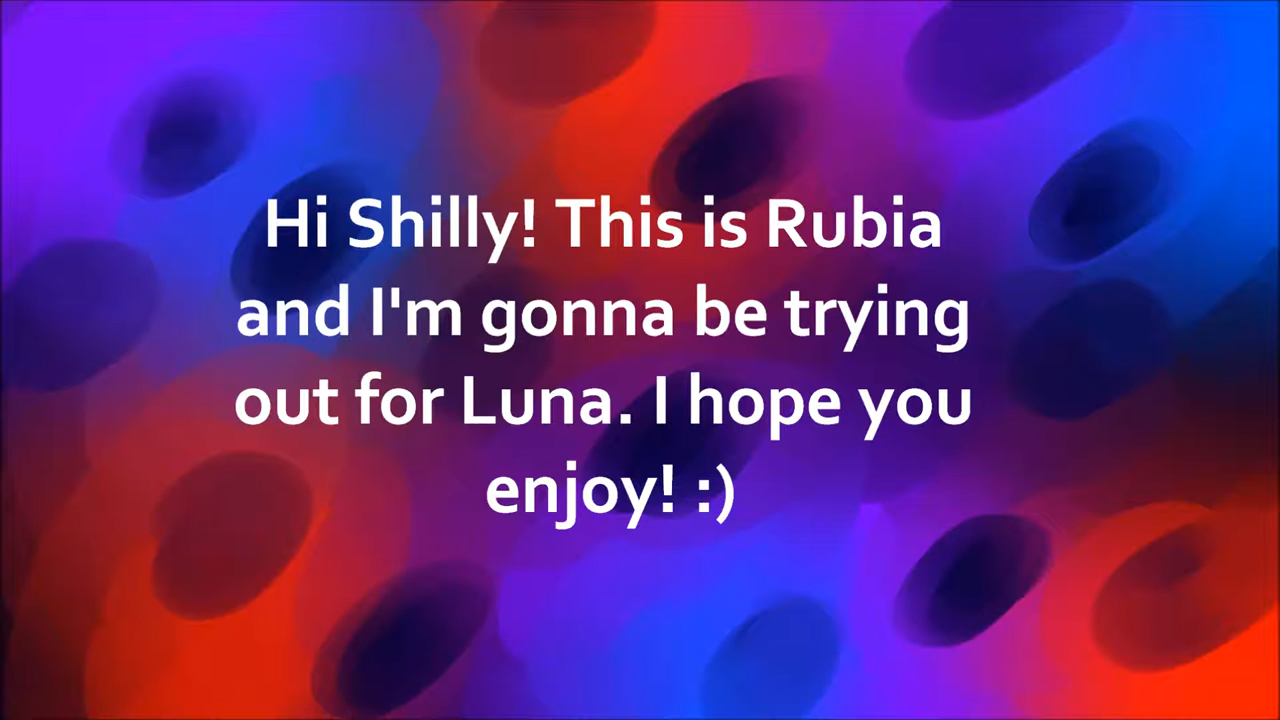 Hi Shilly! This is Rubia
and I'm gonna be trying
out for Luna. I hope you
enjoy! :)